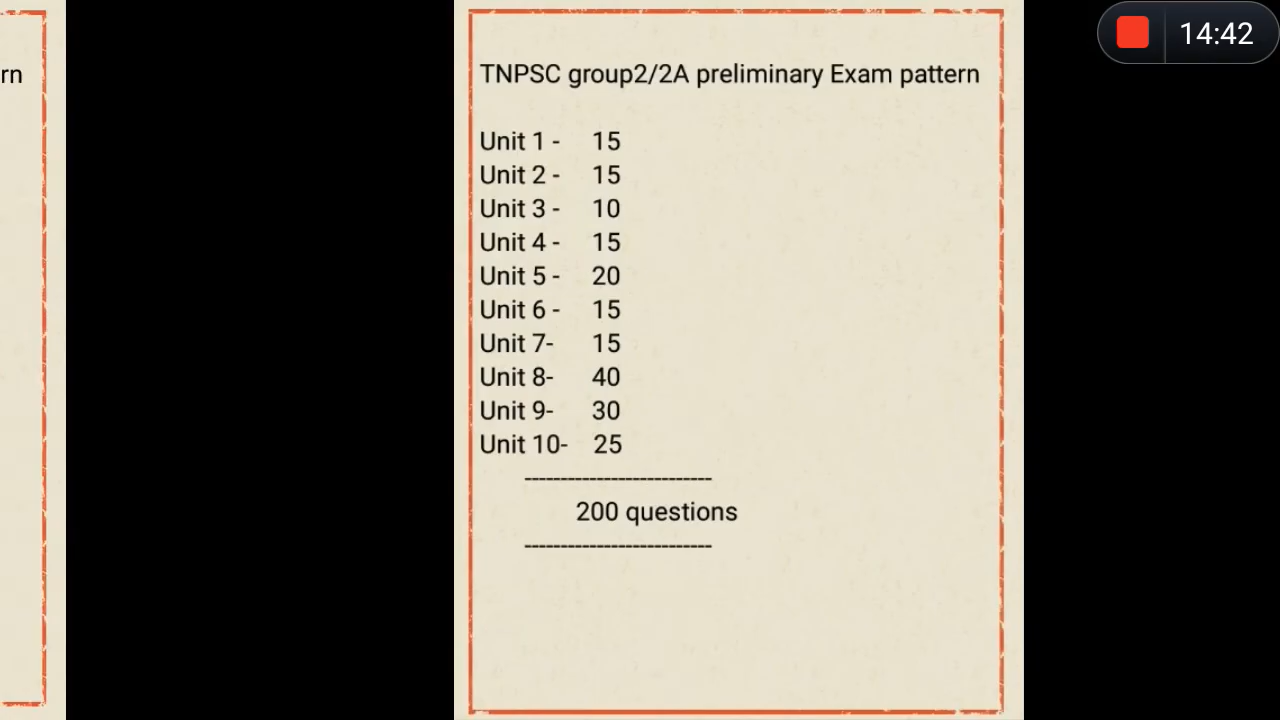 rn
14:42
TNPSC group2/2A preliminary Exam pattern
Unit 1 - 15
Unit 2 - 15
Unit 3 - 10
Unit 4 - 15
Unit 5 - 20
Unit 6 - 15
Unit 7- 15
Unit 8- 40
Unit 9- 30
Unit 10- 25
--------------------------
200 questions
--------------------------